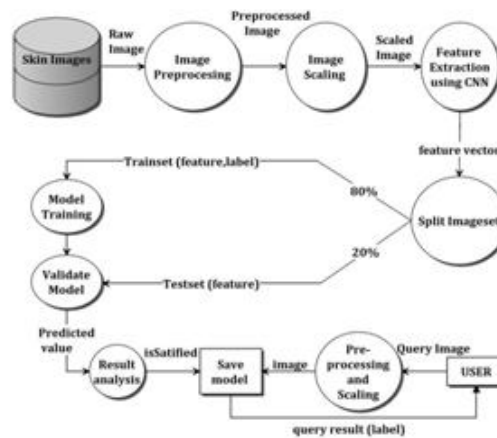 Skin Images
Raw
Image
Image
Preprocesing
Preprocessed
Image
Image
Scaling
Scaled
Image
Feature
Extraction
using CNN
feature vector
Split Imageset
80%
Trainset (feature,label)
20%
Testset (feature)
Model
Training
Validate
Model
Predicted
value
Result
analysis
isSatified
Save
model
image
Pre-
processing
and
Scaling
Query Image
USER
query result (label)